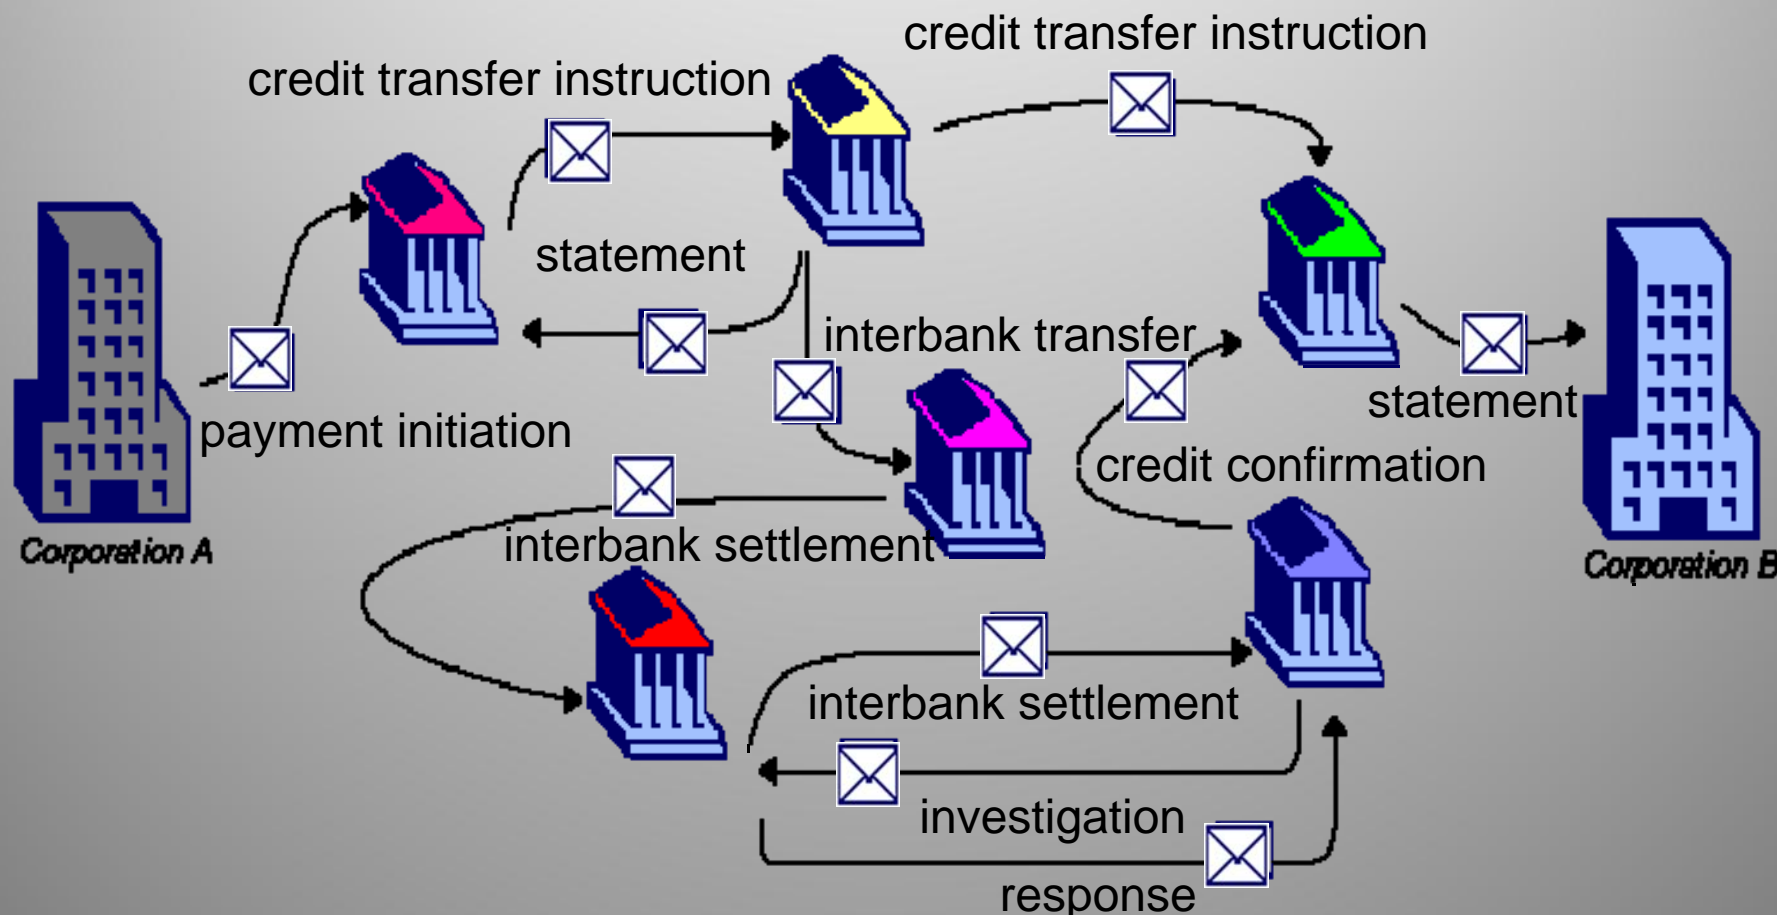 credit transfer instruction
credit transfer instruction
statement
interbank transfer
statement
payment initiation
credit confirmation
interbank settlement
Corporation A
Corporation B
interbank settlement
investigation
response